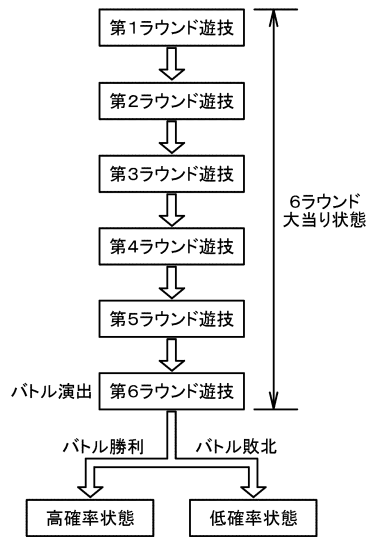 第1ラウンド遊技
第2ラウンド遊技
第3ラウンド遊技
6ラウンド
大当り状態
第4ラウンド遊技
第5ラウンド遊技
バトル演出
第6ラウンド遊技
バトル勝利
バトル敗北
高確率状態
低確率状態